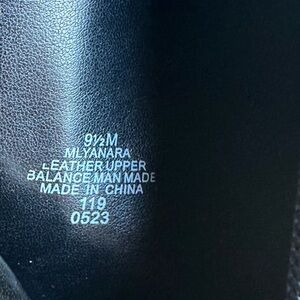 9½M
MLYANARA
LEATHER UPPER
BALANCE MAN MADE
MADE IN CHINA
119
0523